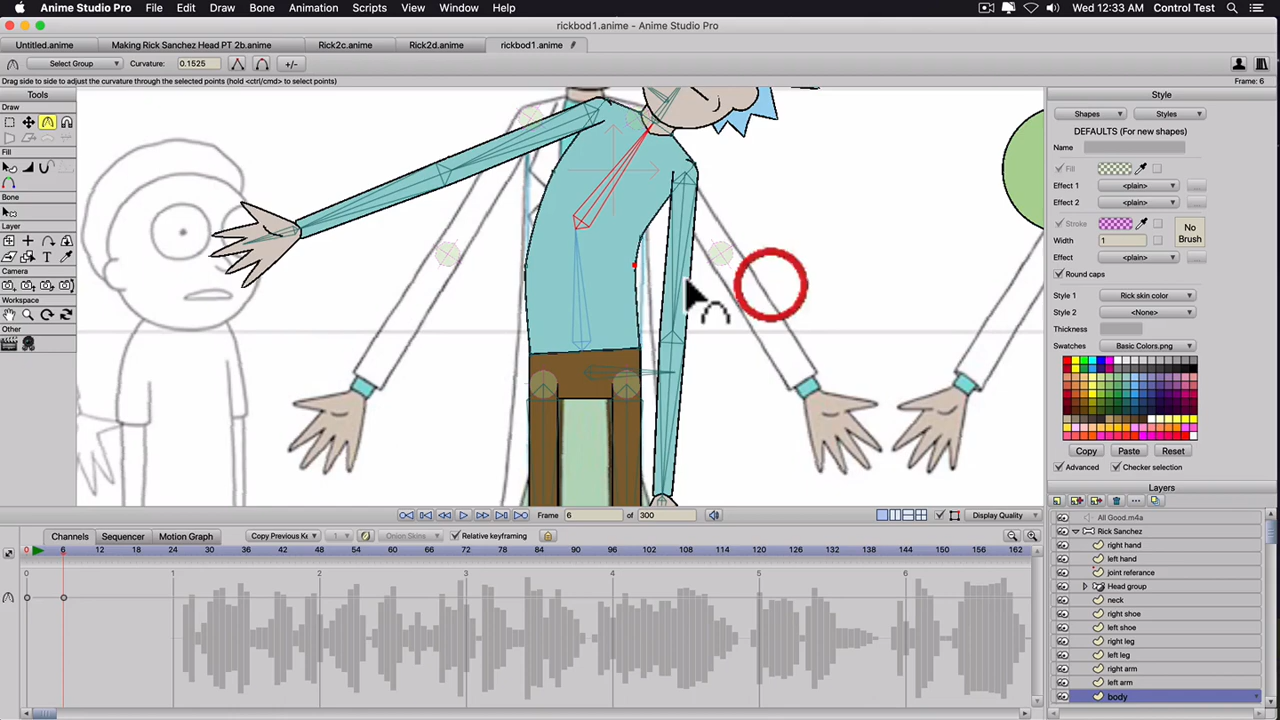 Anime Studio Pro File Edit Draw Bone Animation Scripts View Window Help Wed 12:33 AM Control Test
rickbod1.anime - Anime Studio Pro
Untitled.anime Making Rick Sanchez Head PT 2b.anime Rick2c.anime Rick2d.anime rickbod1.anime
Select Group Curvature: 0.1525 +/-
Drag side to side to adjust the curvature through the selected points (hold <ctrl/cmd> to select points) Frame: 6
Tools
Draw
Fill
Bone
Layer
Camera
Workspace
Other
Style
Shapes Styles
DEFAULTS (For new shapes)
Name
Fill
Effect 1 <plain> ...
Effect 2 <plain> ...
Stroke No
Width 1 Brush
Effect <plain> ...
Round caps
Style 1 Rick skin color
Style 2 <None>
Thickness
Swatches Basic Colors.png
Copy Paste Reset
Advanced Checker selection
Layers
All Good.m4a
Rick Sanchez
right hand
left hand
joint referance
Head group
neck
right shoe
left shoe
right leg
left leg
right arm
left arm
body
Frame 6 of 300 Display Quality
Channels Sequencer Motion Graph Copy Previous Ke 1 Onion Skins Relative keyframing
0 6 12 18 24 30 36 42 48 54 60 66 72 78 84 90 96 102 108 114 120 126 132 138 144 150 156 162
0 1 2 3 4 5 6